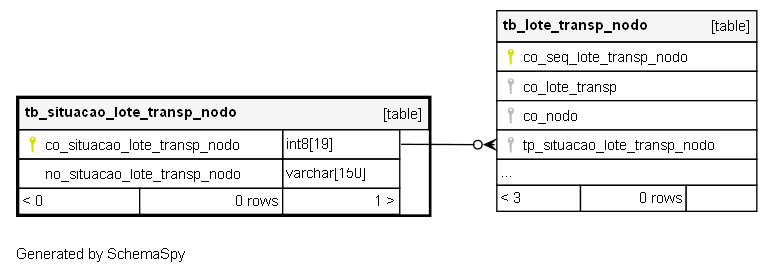 tb_lote_transp_nodo [table]
co_seq_lote_transp_nodo
co_lote_transp
co_nodo
tp_situacao_lote_transp_nodo
...
< 3 0 rows
tb_situacao_lote_transp_nodo [table]
co_situacao_lote_transp_nodo int8[19]
no_situacao_lote_transp_nodo varchar[150]
< 0 0 rows 1 >
Generated by SchemaSpy